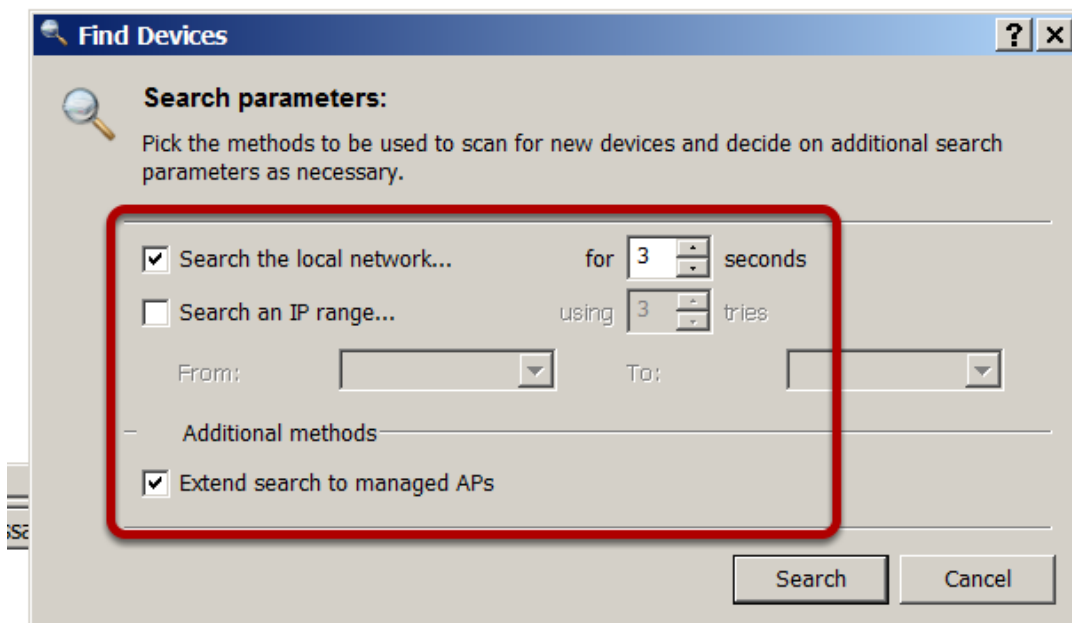 Find Devices
Search parameters:
Pick the methods to be used to scan for new devices and decide on additional search
parameters as necessary.
Search the local network... for 3 seconds
Search an IP range... using 3 tries
From: To:
Additional methods
Extend search to managed APs
Search Cancel